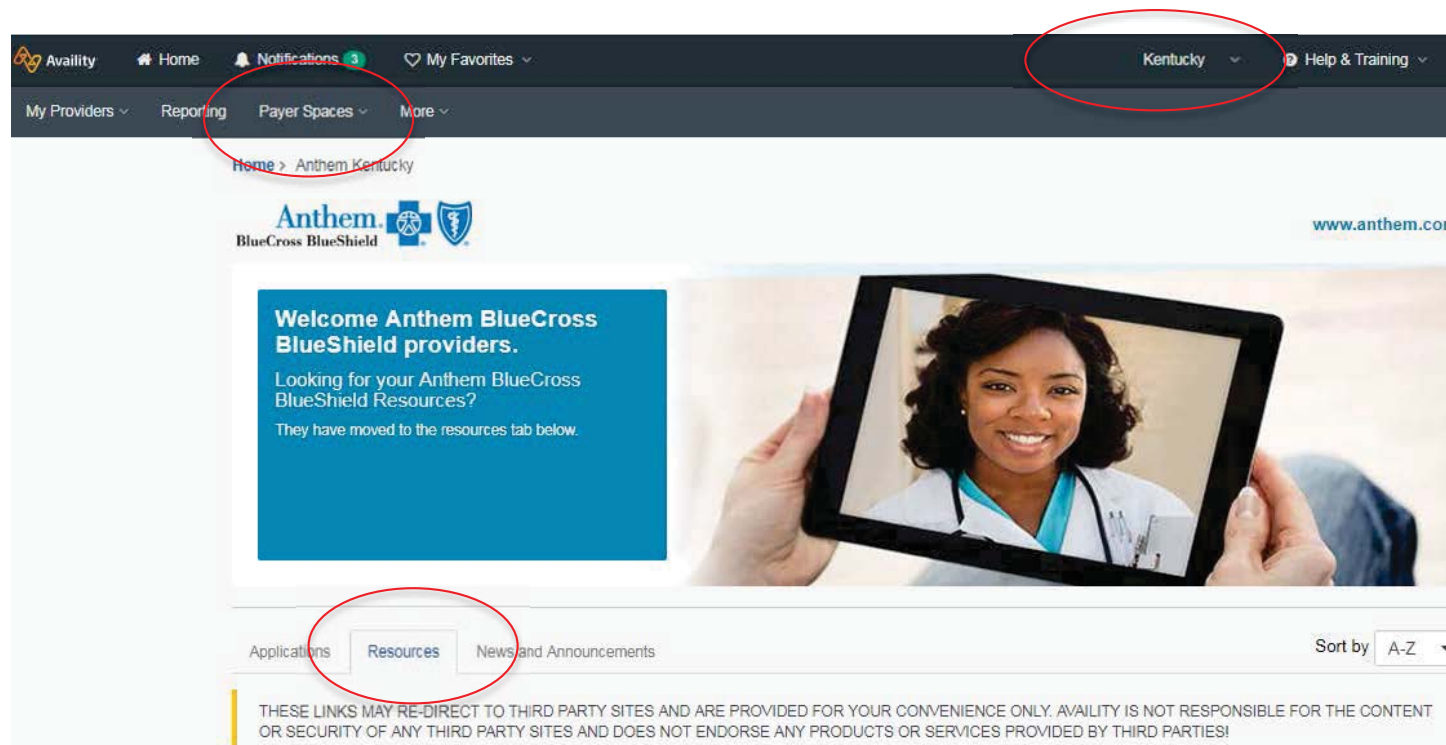 Availity Home Notifications 3 My Favorites Kentucky Help & Training
My Providers Reporting Payer Spaces More
Home > Anthem Kentucky
Anthem.
BlueCross BlueShield
www.anthem.co
Welcome Anthem BlueCross
BlueShield providers.
Looking for your Anthem BlueCross
BlueShield Resources?
They have moved to the resources tab below.
Applications Resources News and Announcements Sort by A-Z
THESE LINKS MAY RE-DIRECT TO THIRD PARTY SITES AND ARE PROVIDED FOR YOUR CONVENIENCE ONLY. AVAILITY IS NOT RESPONSIBLE FOR THE CONTENT
OR SECURITY OF ANY THIRD PARTY SITES AND DOES NOT ENDORSE ANY PRODUCTS OR SERVICES PROVIDED BY THIRD PARTIES!